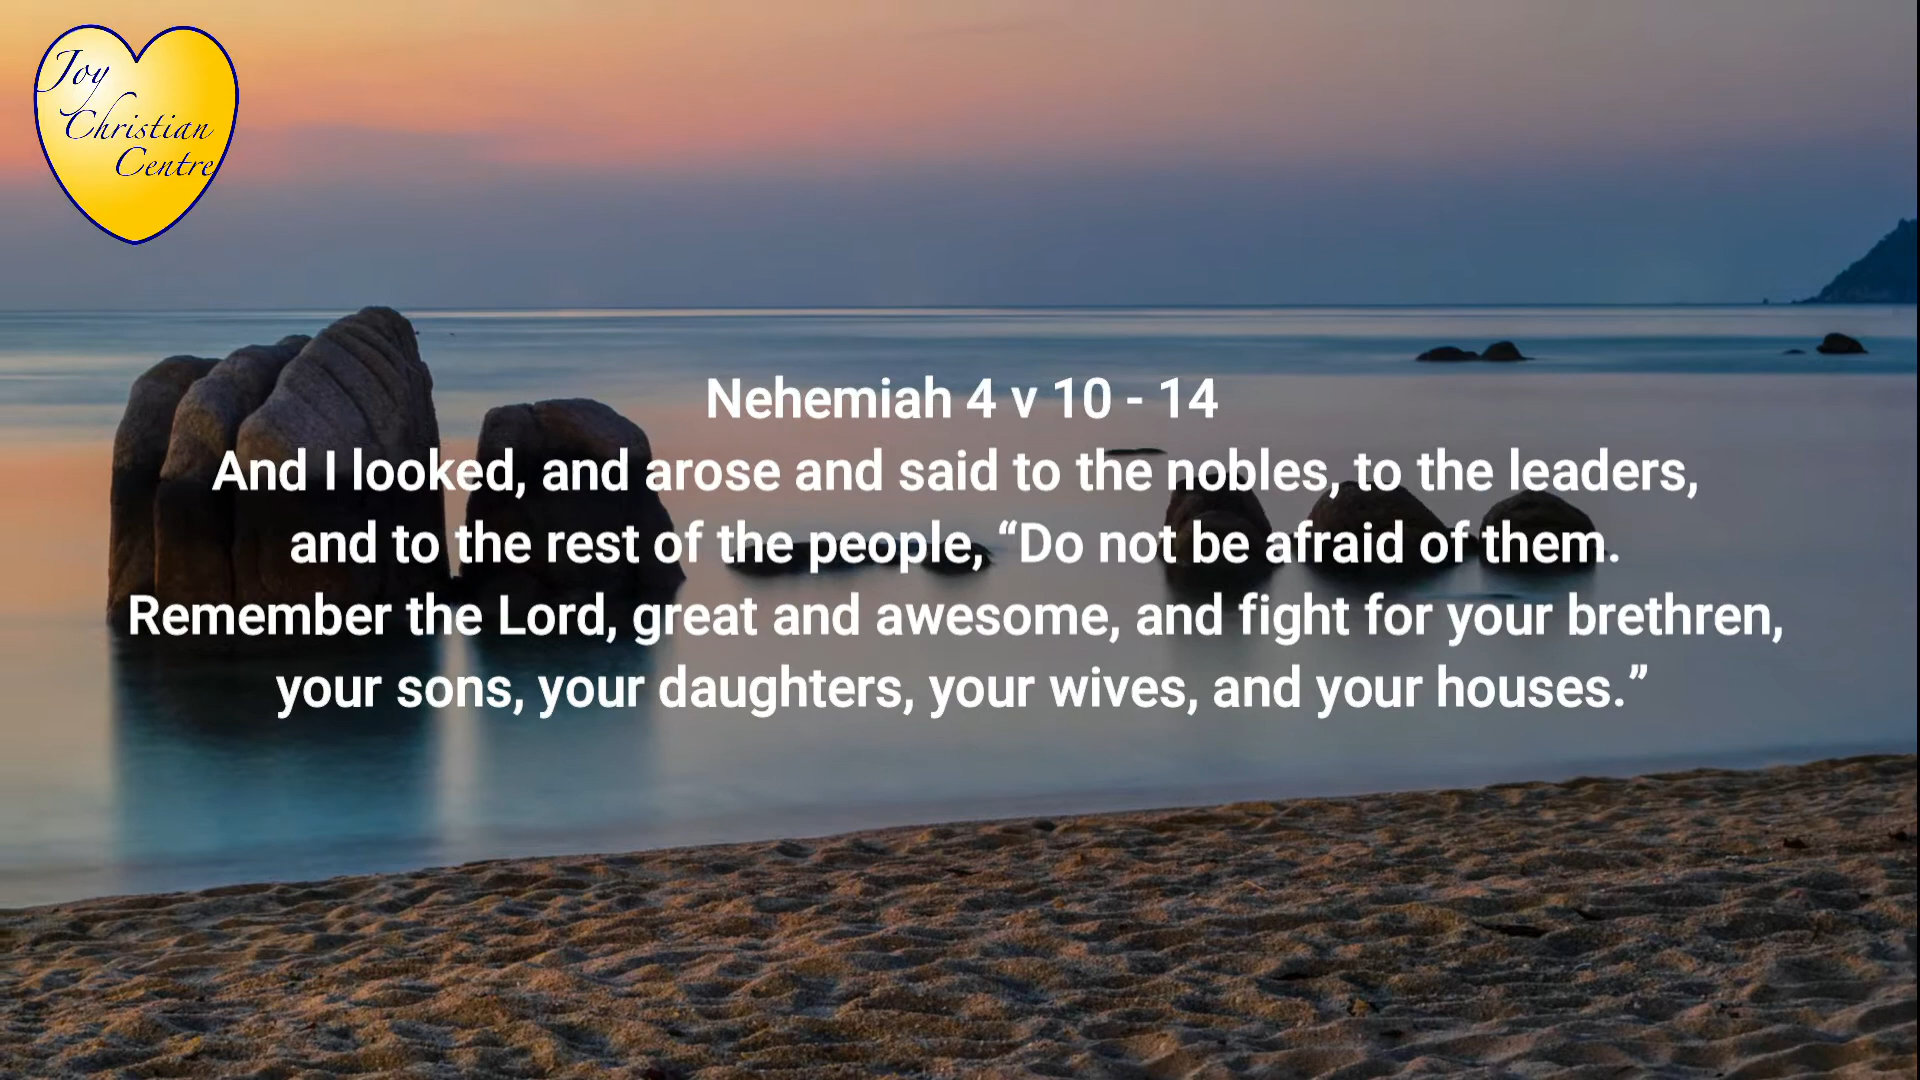 Joy
Christian
Centre
Nehemiah 4 v 10 - 14
And I looked, and arose and said to the nobles, to the leaders,
and to the rest of the people, “Do not be afraid of them.
Remember the Lord, great and awesome, and fight for your brethren,
your sons, your daughters, your wives, and your houses.”